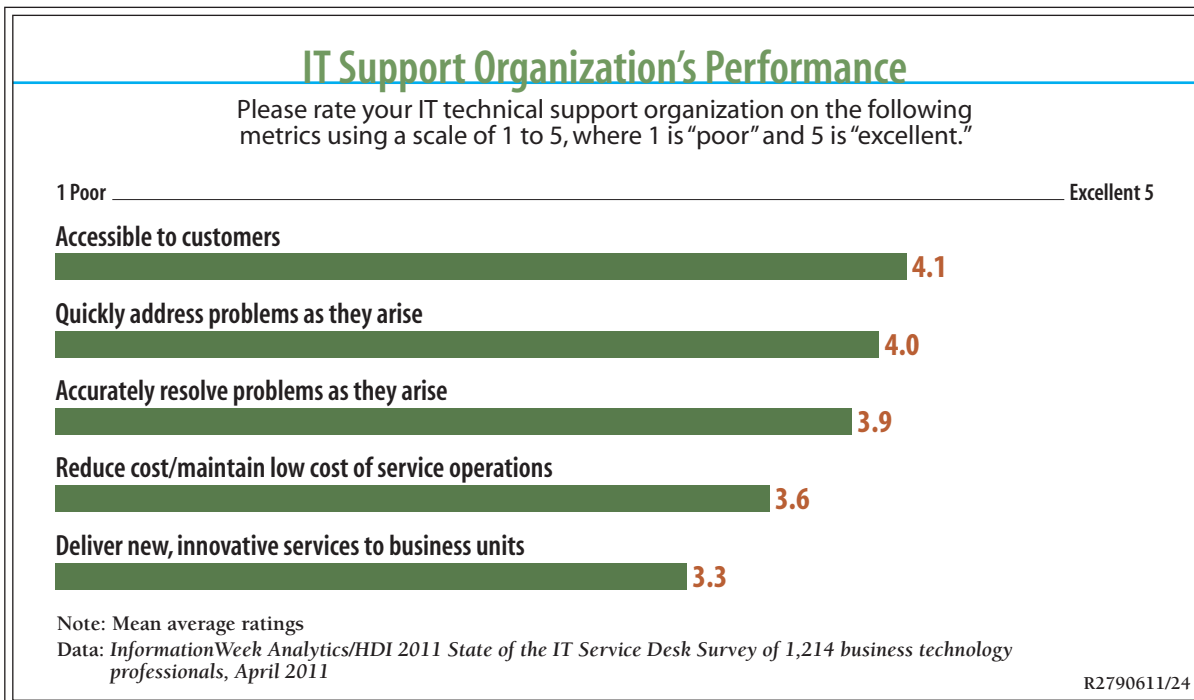 IT Support Organization’s Performance
Please rate your IT technical support organization on the following
metrics using a scale of 1 to 5, where 1 is “poor” and 5 is “excellent.”
1 Poor Excellent 5
Accessible to customers
4.1
Quickly address problems as they arise
4.0
Accurately resolve problems as they arise
3.9
Reduce cost/maintain low cost of service operations
3.6
Deliver new, innovative services to business units
3.3
Note: Mean average ratings
Data: InformationWeek Analytics/HDI 2011 State of the IT Service Desk Survey of 1,214 business technology
professionals, April 2011
R2790611/24